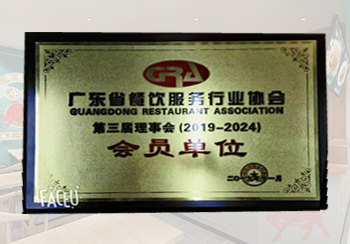 GRA
广东省餐饮服务行业协会
GUANGDONG RESTAURANT ASSOCIATION
第三届理事会(2019-2024)
会员单位
FACEU